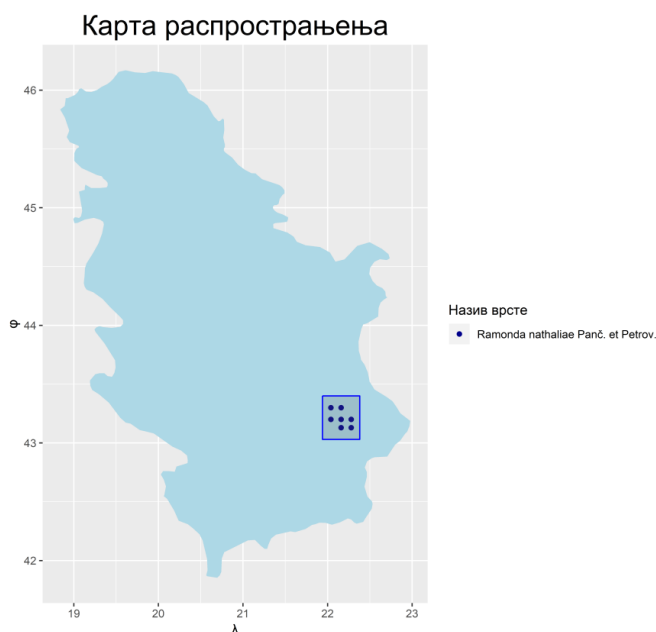 Карта распрострањења
46
45
44
φ
43
42
19 20 21 22 23
λ
Назив врсте
Ramonda nathaliae Panč. et Petrov.